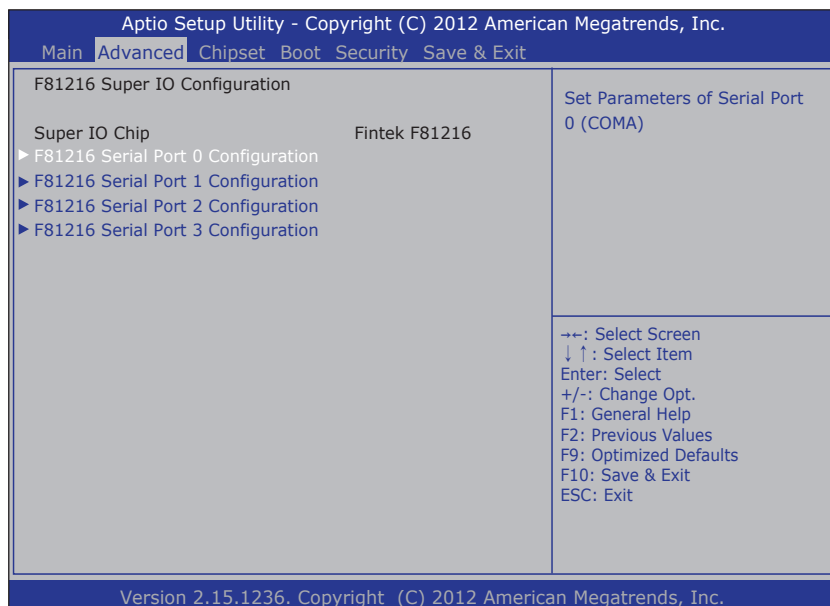 Aptio Setup Utility - Copyright (C) 2012 American Megatrends, Inc.
Main Advanced Chipset Boot Security Save & Exit
F81216 Super IO Configuration
Super IO Chip Fintek F81216
▶ F81216 Serial Port 0 Configuration
▶ F81216 Serial Port 1 Configuration
▶ F81216 Serial Port 2 Configuration
▶ F81216 Serial Port 3 Configuration
Set Parameters of Serial Port
0 (COMA)
→←: Select Screen
↓↑: Select Item
Enter: Select
+/-: Change Opt.
F1: General Help
F2: Previous Values
F9: Optimized Defaults
F10: Save & Exit
ESC: Exit
Version 2.15.1236. Copyright (C) 2012 American Megatrends, Inc.